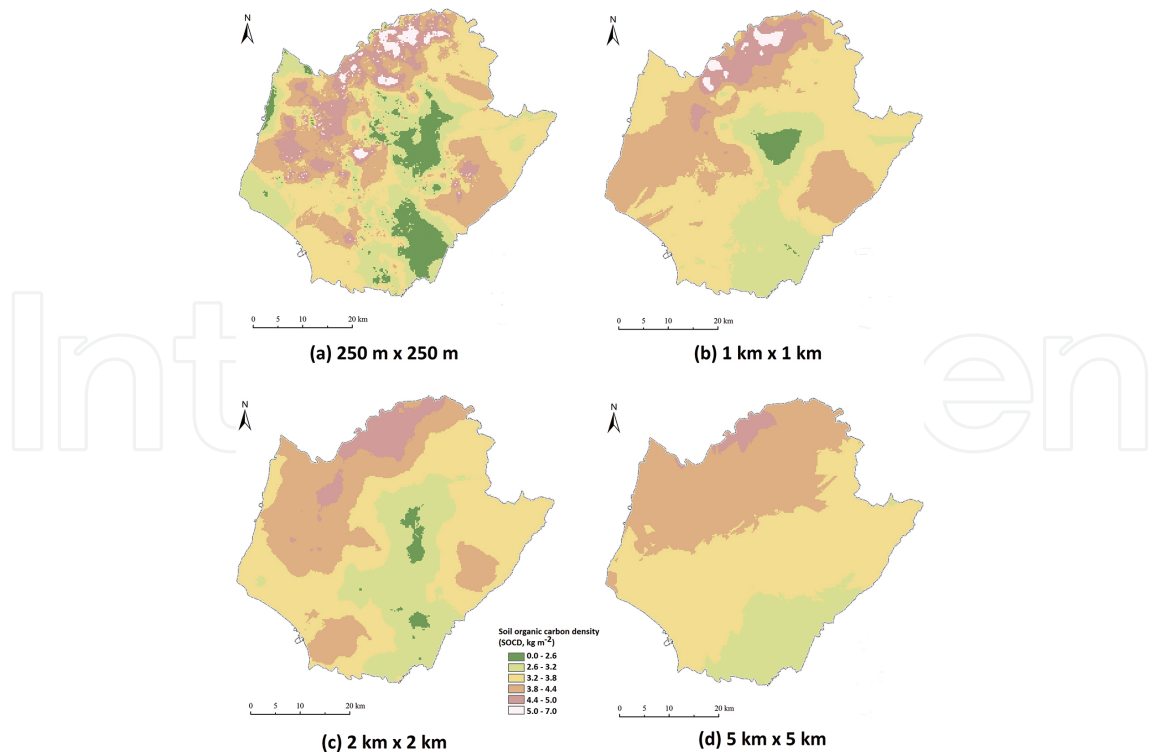 N
N
0 5 10 20 km
0 5 10 20 km
(a) 250 m x 250 m
(b) 1 km x 1 km
Int
en
N
N
Soil organic carbon density
(SOCD, kg m⁻²)
0.0 - 2.6
2.6 - 3.2
3.2 - 3.8
3.8 - 4.4
4.4 - 5.0
5.0 - 7.0
0 5 10 20 km
0 5 10 20 km
(c) 2 km x 2 km
(d) 5 km x 5 km